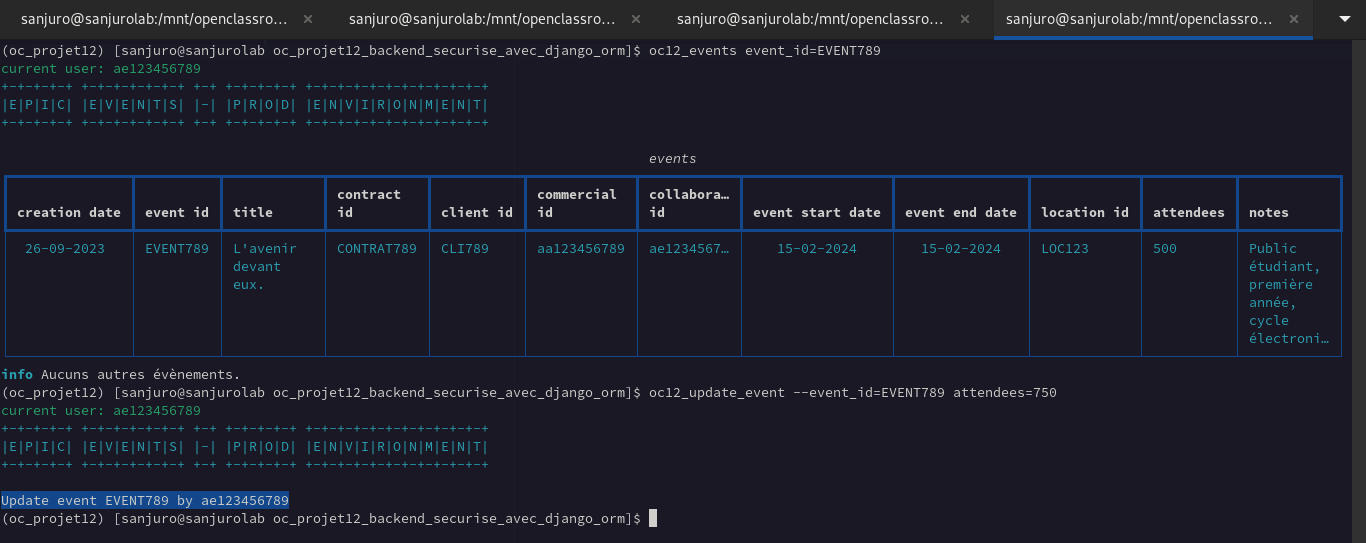 sanjuro@sanjurolab:/mnt/openclassro… × sanjuro@sanjurolab:/mnt/openclassro… × sanjuro@sanjurolab:/mnt/openclassro… × sanjuro@sanjurolab:/mnt/openclassro… ×
(oc_projet12) [sanjuro@sanjurolab oc_projet12_backend_securise_avec_django_orm]$ oc12_events event_id=EVENT789
current user: ae123456789
+-+-+-+-+ +-+-+-+-+-+-+ +-+ +-+-+-+-+ +-+-+-+-+-+-+-+-+-+-+-+
|E|P|I|C| |E|V|E|N|T|S| |-| |P|R|O|D| |E|N|V|I|R|O|N|M|E|N|T|
+-+-+-+-+ +-+-+-+-+-+-+ +-+ +-+-+-+-+ +-+-+-+-+-+-+-+-+-+-+-+
events
contract commercial collabora…
creation date event id title id client id id id event start date event end date location id attendees notes
26-09-2023 EVENT789 L'avenir CONTRAT789 CLI789 aa123456789 ae1234567… 15-02-2024 15-02-2024 LOC123 500 Public
devant étudiant,
eux. première
année,
cycle
électroni…
info Aucuns autres évènements.
(oc_projet12) [sanjuro@sanjurolab oc_projet12_backend_securise_avec_django_orm]$ oc12_update_event --event_id=EVENT789 attendees=750
current user: ae123456789
+-+-+-+-+ +-+-+-+-+-+-+ +-+ +-+-+-+-+ +-+-+-+-+-+-+-+-+-+-+-+
|E|P|I|C| |E|V|E|N|T|S| |-| |P|R|O|D| |E|N|V|I|R|O|N|M|E|N|T|
+-+-+-+-+ +-+-+-+-+-+-+ +-+ +-+-+-+-+ +-+-+-+-+-+-+-+-+-+-+-+
Update event EVENT789 by ae123456789
(oc_projet12) [sanjuro@sanjurolab oc_projet12_backend_securise_avec_django_orm]$